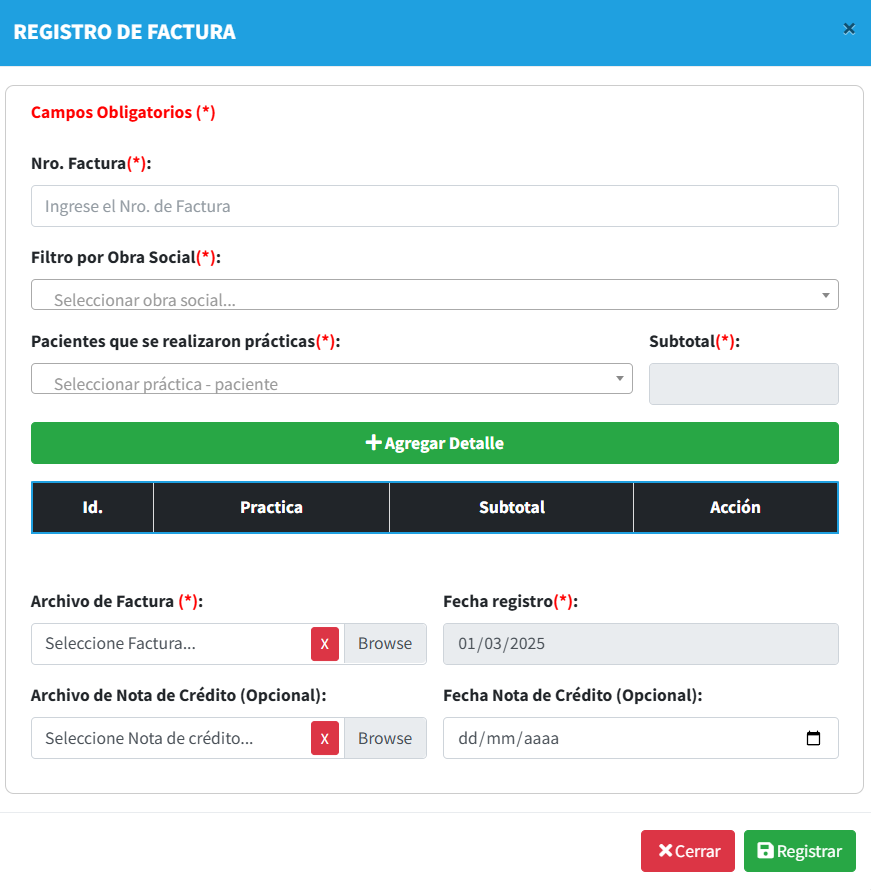 REGISTRO DE FACTURA ×
Campos Obligatorios (*)
Nro. Factura(*):
Ingrese el Nro. de Factura
Filtro por Obra Social(*):
Seleccionar obra social...
Pacientes que se realizaron prácticas(*): Subtotal(*):
Seleccionar práctica - paciente
Agregar Detalle
Id. Practica Subtotal Acción
Archivo de Factura (*): Fecha registro(*):
Seleccione Factura... X Browse 01/03/2025
Archivo de Nota de Crédito (Opcional): Fecha Nota de Crédito (Opcional):
Seleccione Nota de crédito... X Browse dd/mm/aaaa
Cerrar Registrar